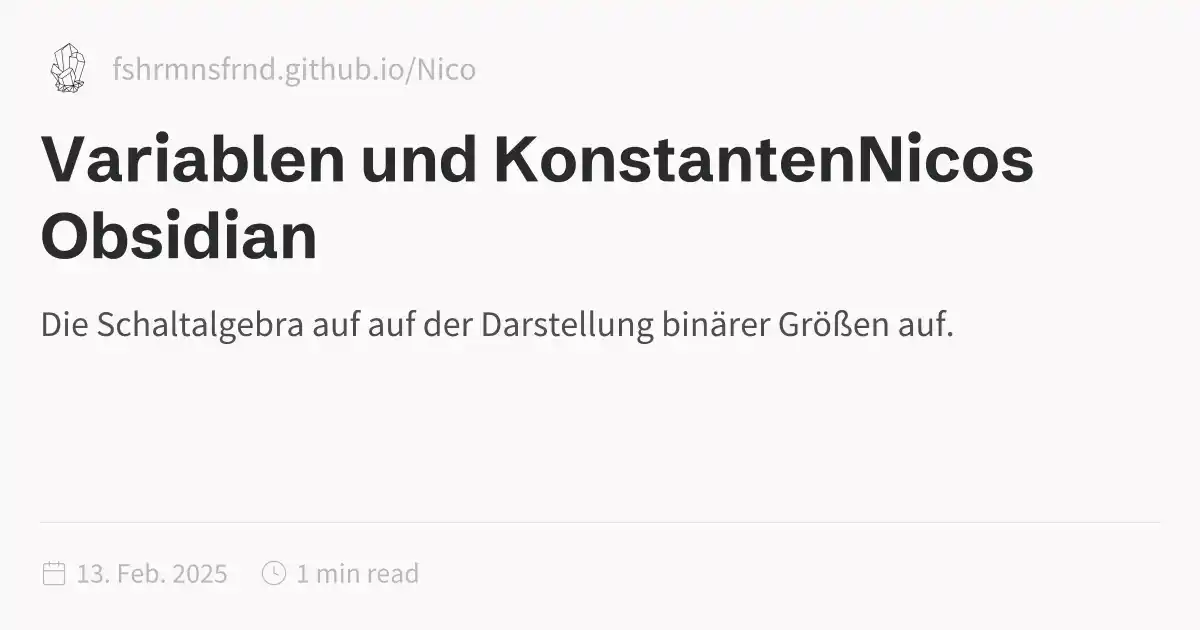 fshrmnsfrnd.github.io/Nico
Variablen und KonstantenNicos
Obsidian
Die Schaltalgebra auf auf der Darstellung binärer Größen auf.
13. Feb. 2025 1 min read